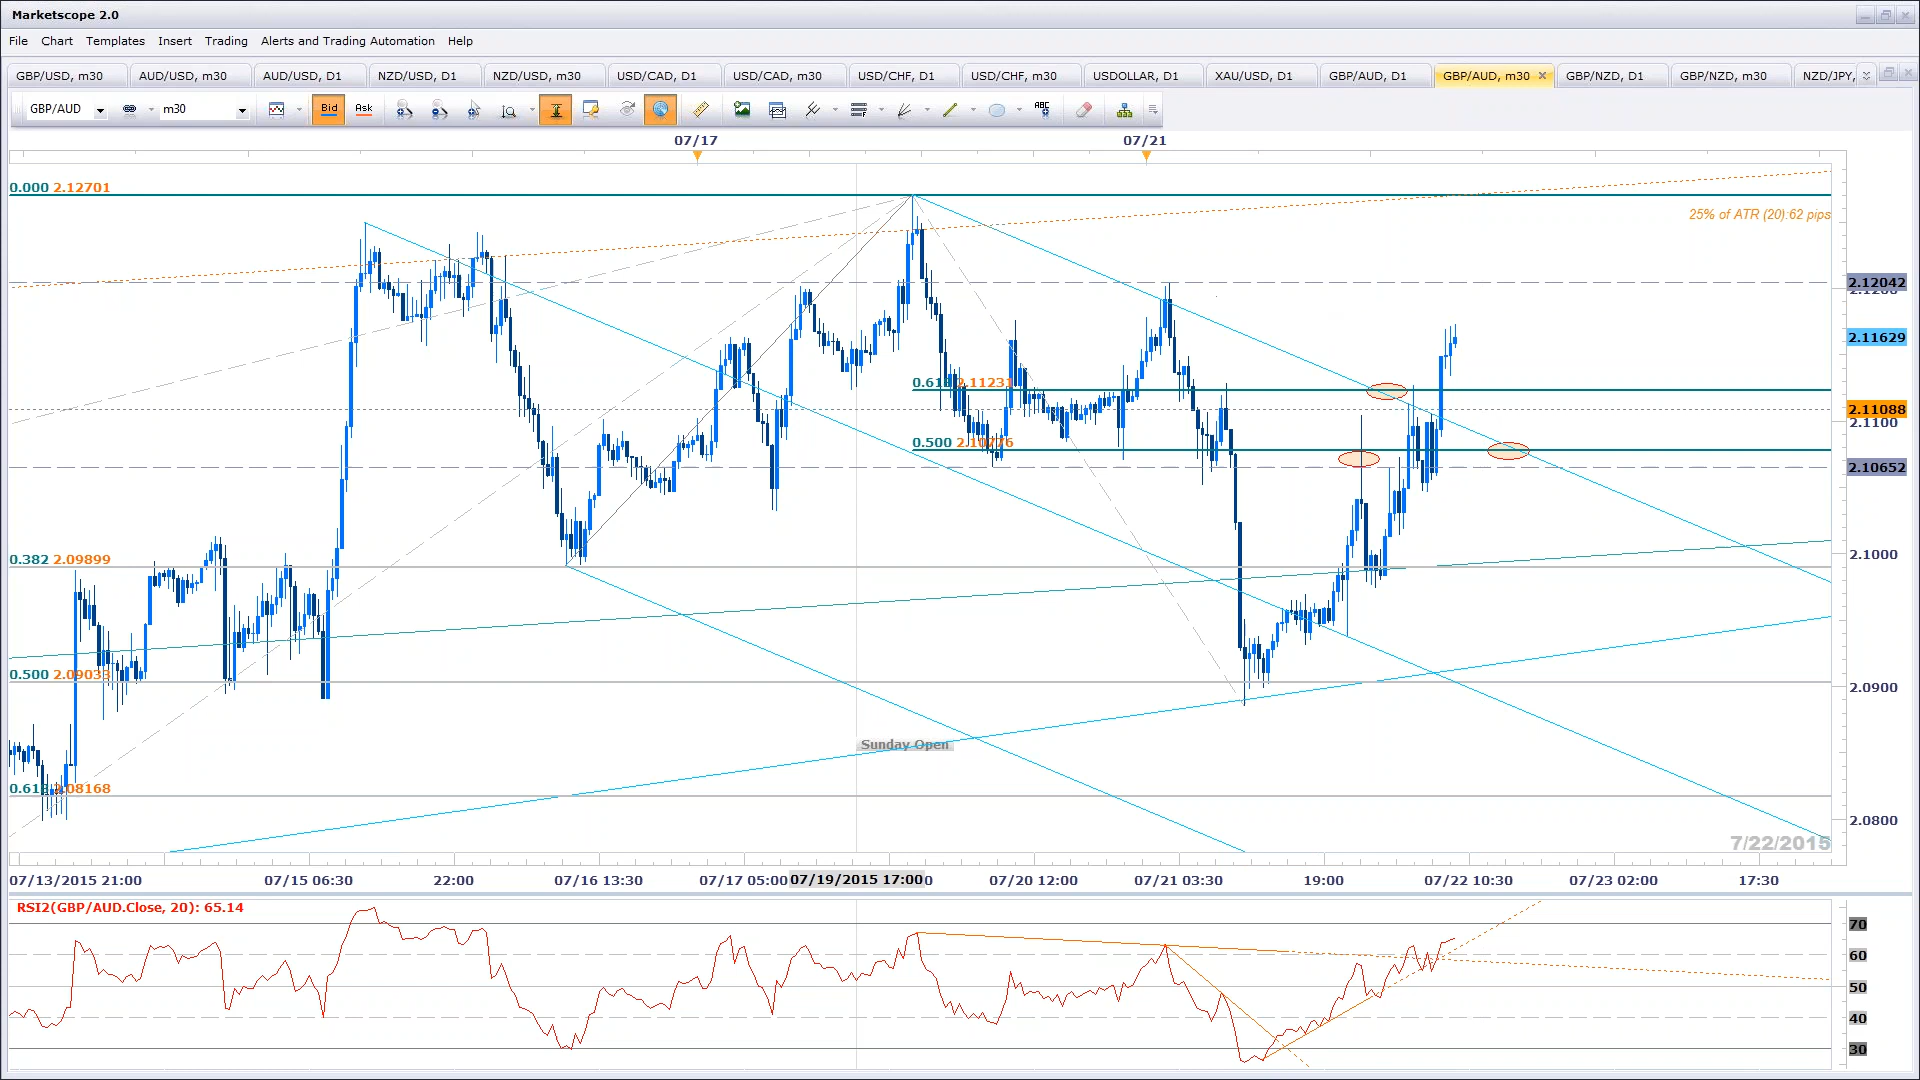 Marketscope 2.0
File Chart Templates Insert Trading Alerts and Trading Automation Help
GBP/USD, m30 AUD/USD, m30 AUD/USD, D1 NZD/USD, D1 NZD/USD, m30 USD/CAD, D1 USD/CAD, m30 USD/CHF, D1 USD/CHF, m30 USDOLLAR, D1 XAU/USD, D1 GBP/AUD, D1 GBP/AUD, m30 GBP/NZD, D1 GBP/NZD, m30 NZD/JPY,
GBP/AUD m30 Bid Ask ABC
07/17 07/21
0.000 2.12701
25% of ATR (20):62 pips
2.12042
2.11629
2.11231
2.11088
2.1100
0.500 2.10776
2.10652
0.382 2.09899
2.1000
0.500 2.09033
2.0900
Sunday Open
2.08168
2.0800
7/22/2015
07/13/2015 21:00 07/15 06:30 22:00 07/16 13:30 07/17 05:00 07/19/2015 17:00 07/20 12:00 07/21 03:30 19:00 07/22 10:30 07/23 02:00 17:30
RSI2(GBP/AUD.Close, 20): 65.14
70
60
50
40
30